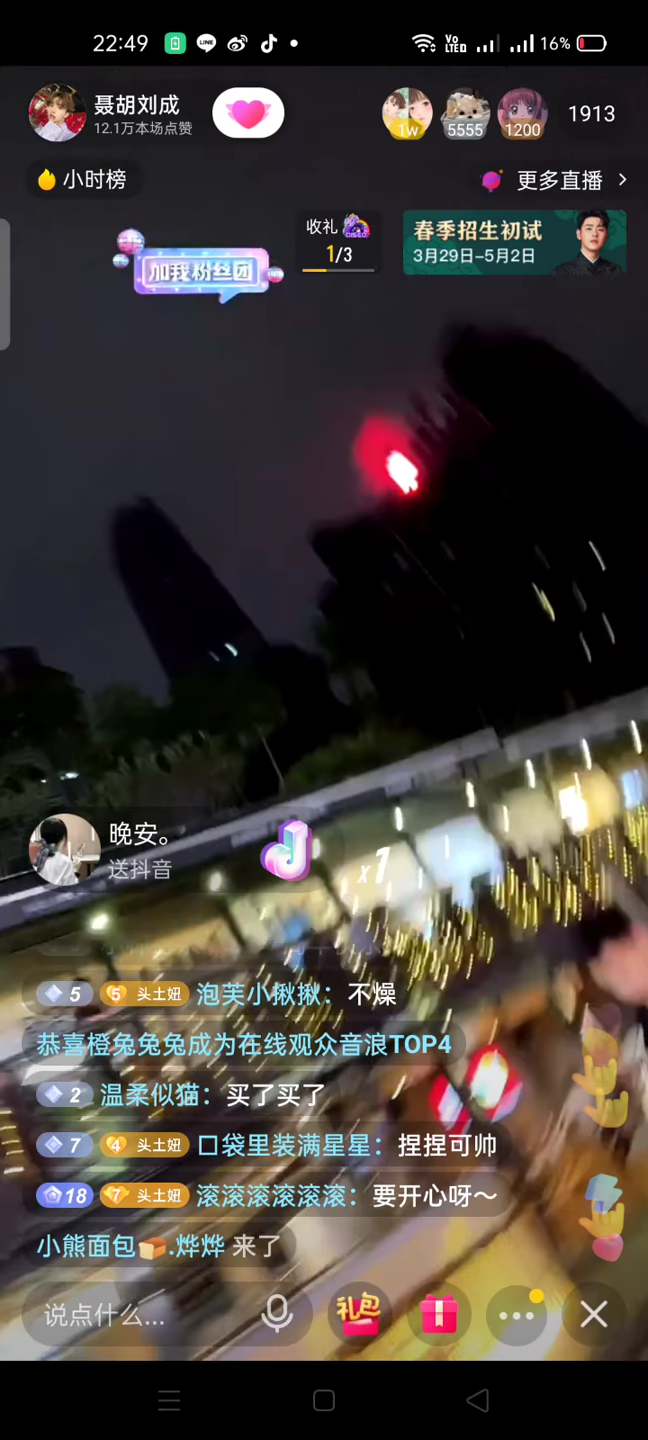 22:49
LINE
Vo
LTED
16%
聂胡刘成
12.1万本场点赞
1w
5555
1200
1913
小时榜
更多直播
加我粉丝团
收礼
1/3
春季招生初试
3月29日-5月2日
晚安。
送抖音
x1
5 5 头土妞 泡芙小揪揪：不燥
恭喜橙兔兔兔成为在线观众音浪TOP4
2 温柔似猫：买了买了
7 4 头土妞 口袋里装满星星：捏捏可帅
18 7 头土妞 滚滚滚滚滚滚：要开心呀～
小熊面包🍞.烨烨 来了
说点什么...
礼包